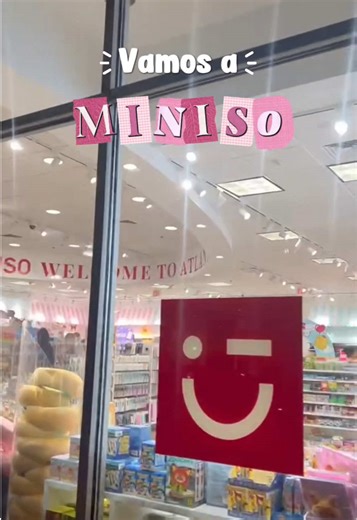 Vamos a
MINISO
SO WELCOME TO ATLA